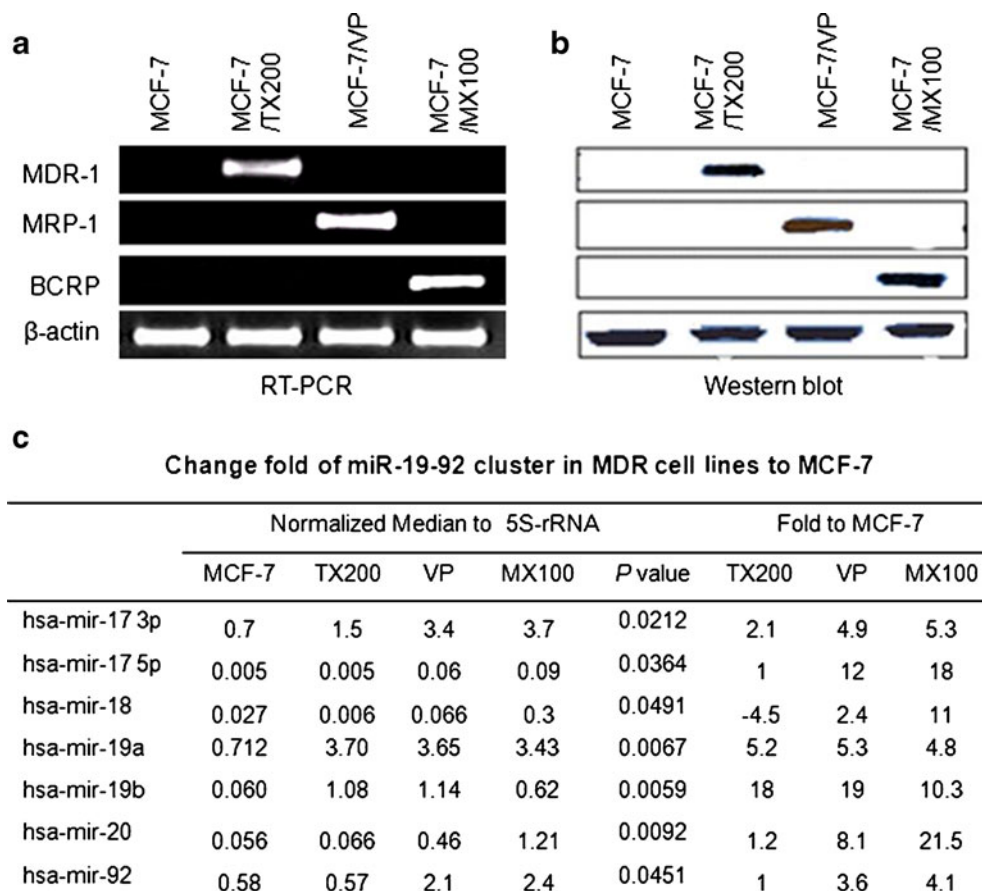 a
MCF-7
MCF-7
/TX200
MCF-7/VP
MCF-7
/MX100
MDR-1
MRP-1
BCRP
β-actin
RT-PCR
b
MCF-7
MCF-7
/TX200
MCF-7/VP
MCF-7
/MX100
Western blot
c
Change fold of miR-19-92 cluster in MDR cell lines to MCF-7
Normalized Median to 5S-rRNA Fold to MCF-7
MCF-7 TX200 VP MX100 P value TX200 VP MX100
hsa-mir-17 3p 0.7 1.5 3.4 3.7 0.0212 2.1 4.9 5.3
hsa-mir-17 5p 0.005 0.005 0.06 0.09 0.0364 1 12 18
hsa-mir-18 0.027 0.006 0.066 0.3 0.0491 -4.5 2.4 11
hsa-mir-19a 0.712 3.70 3.65 3.43 0.0067 5.2 5.3 4.8
hsa-mir-19b 0.060 1.08 1.14 0.62 0.0059 18 19 10.3
hsa-mir-20 0.056 0.066 0.46 1.21 0.0092 1.2 8.1 21.5
hsa-mir-92 0.58 0.57 2.1 2.4 0.0451 1 3.6 4.1